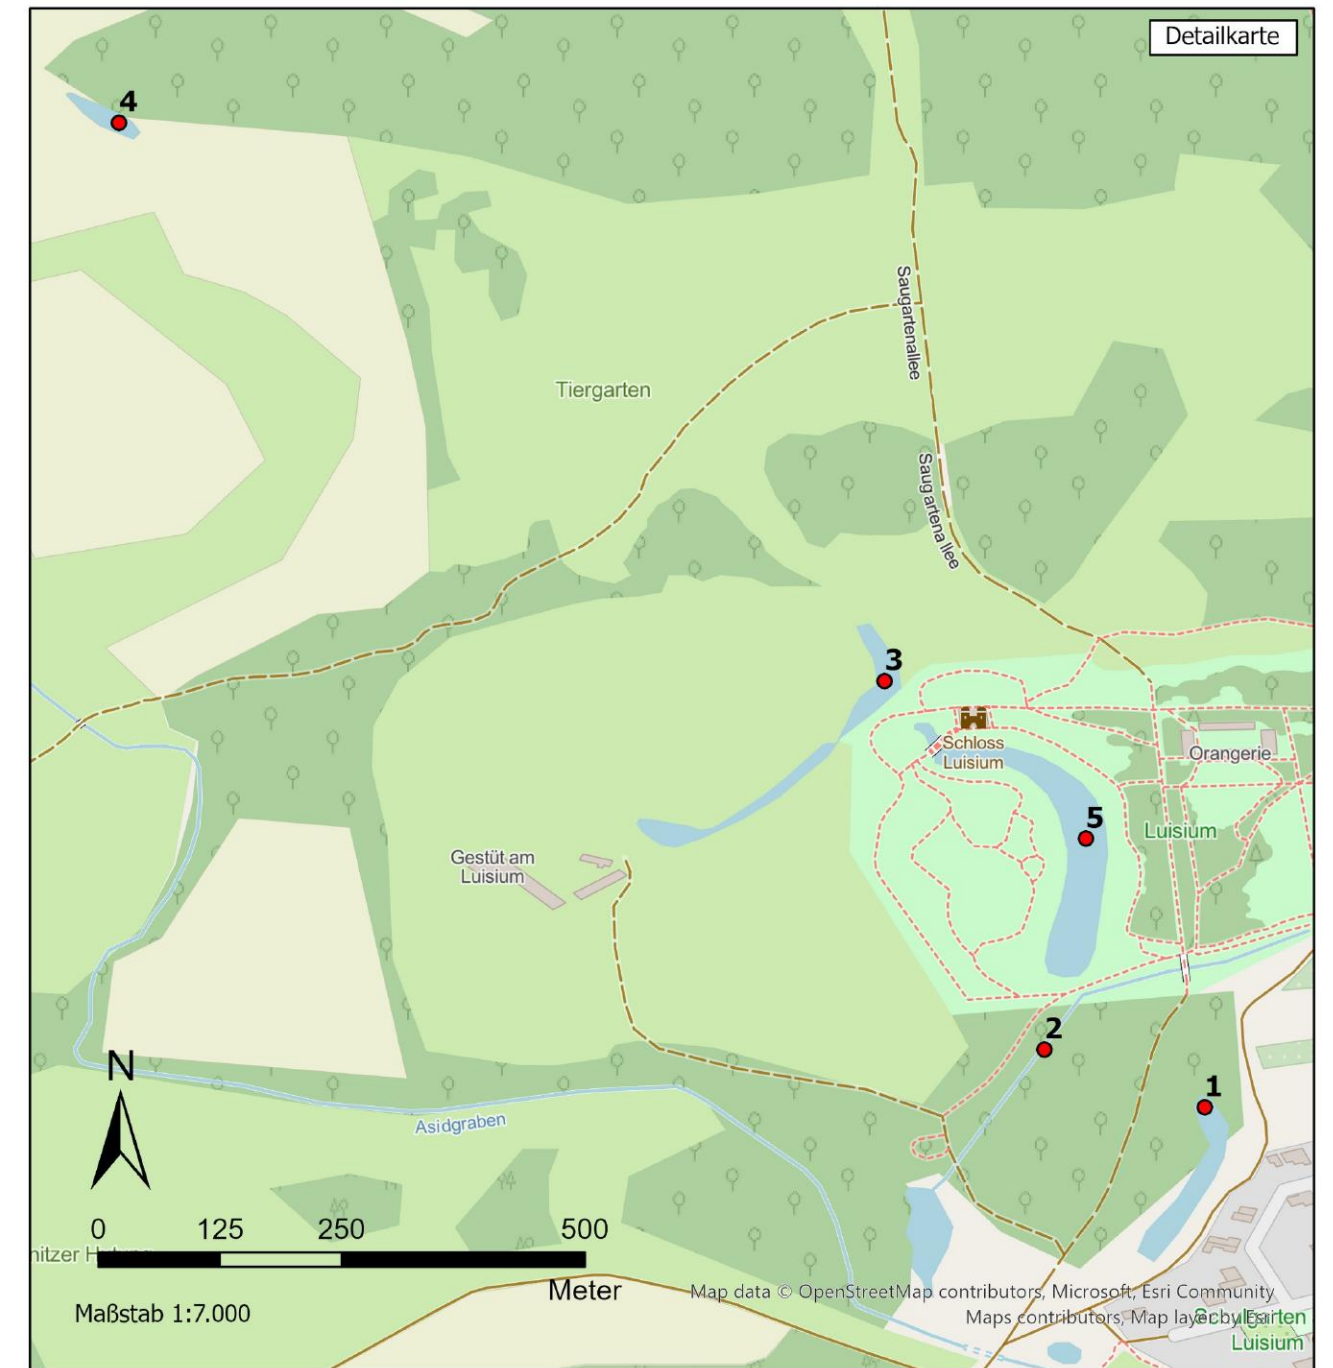 Detailkarte
4
Saugartenallee
Tiergarten
Saugartenallee
3
Schloss
Luisium
Orangerie
5
Luisium
Gestüt am
Luisium
2
1
N
Asidgraben
0 125 250 500
nitzer
Meter
Map data © OpenStreetMap contributors, Microsoft, Esri Community
Maps contributors, Map layer by Esri
Maßstab 1:7.000
Schulgarten
Luisium